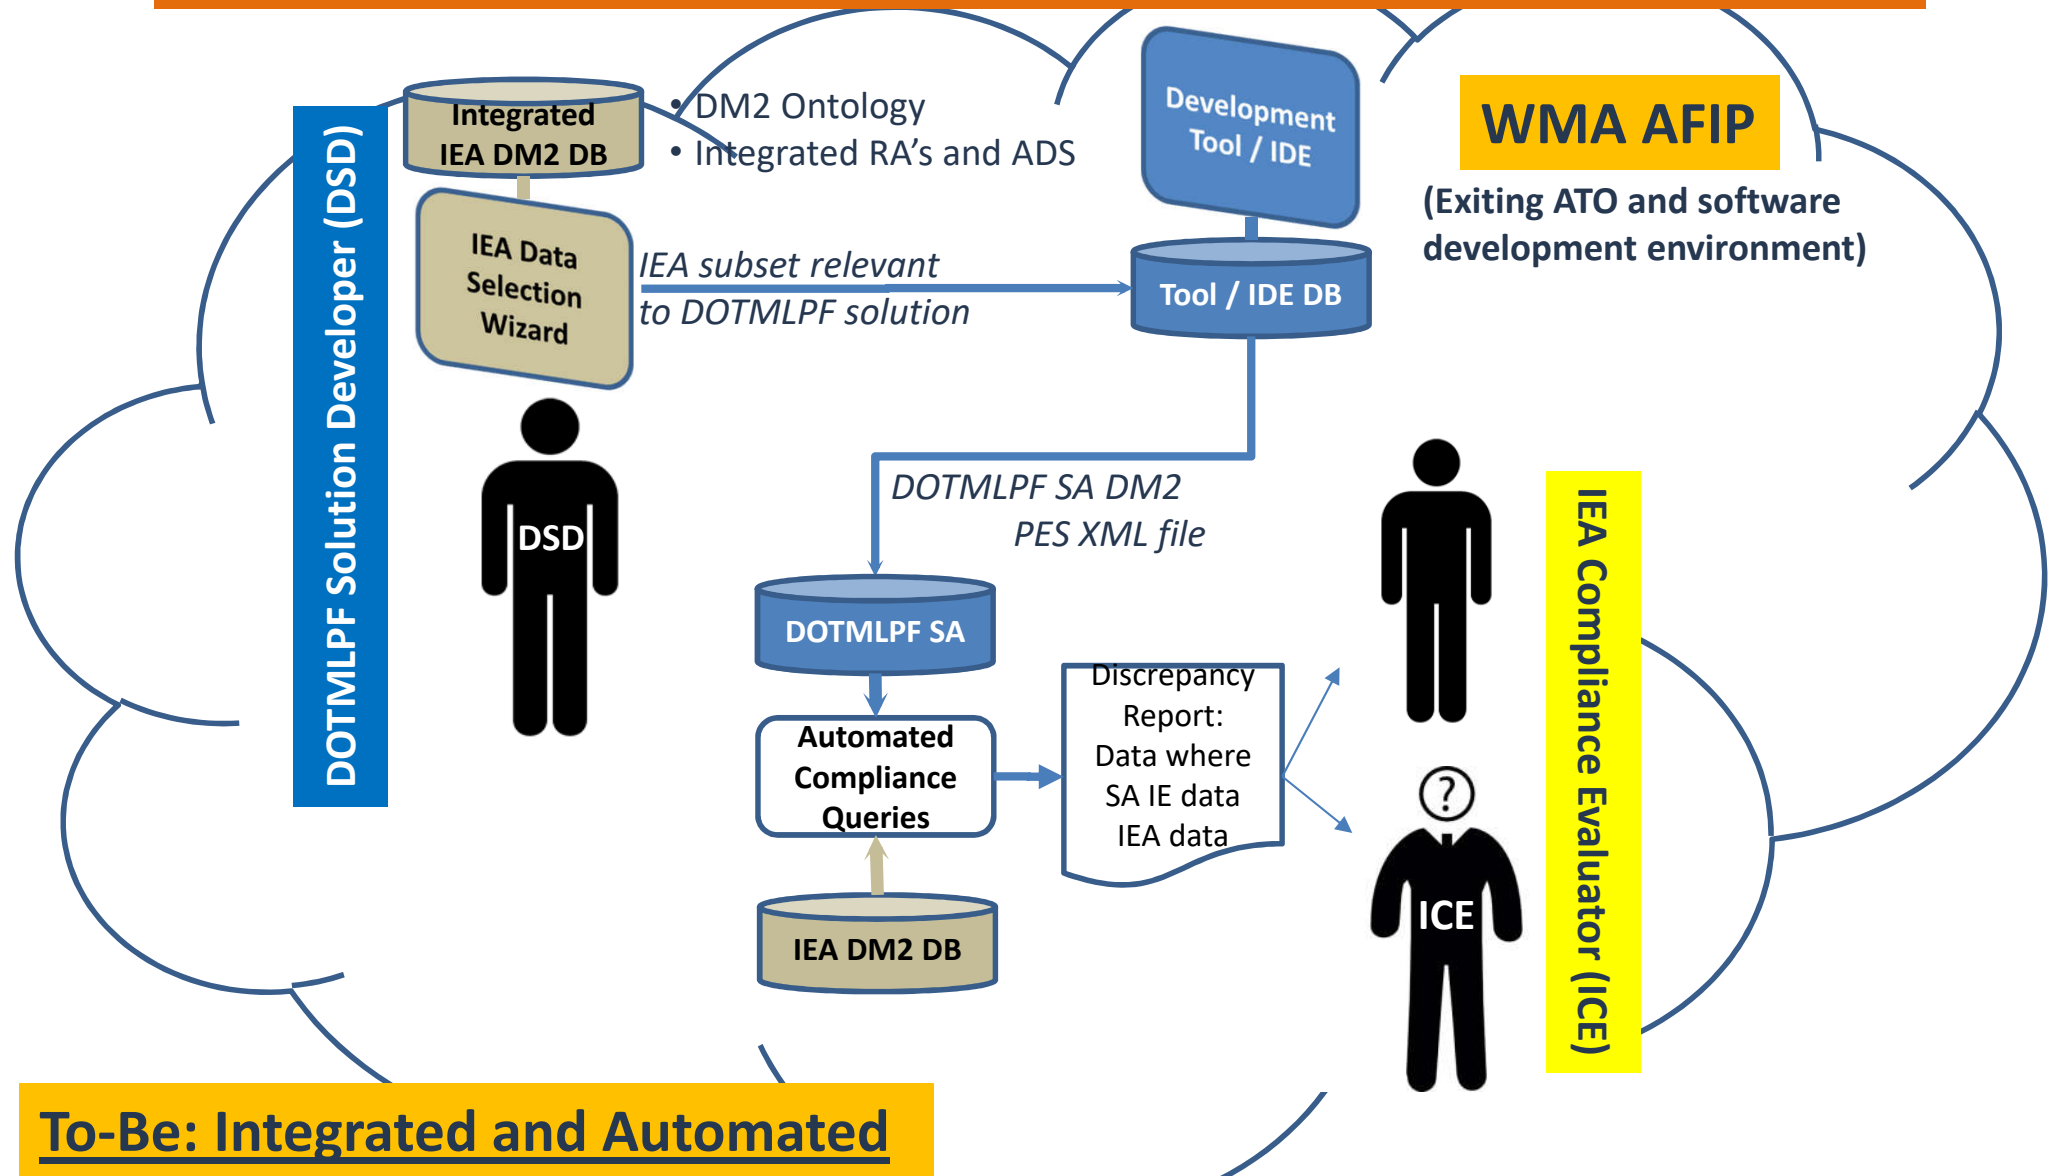 DOTMLPF Solution Developer (DSD)
Integrated
IEA DM2 DB
• DM2 Ontology
• Integrated RA's and ADS
Development
Tool / IDE
WMA AFIP
(Exiting ATO and software
development environment)
IEA Data
Selection
Wizard
IEA subset relevant
to DOTMLPF solution
Tool / IDE DB
DSD
DOTMLPF SA DM2
PES XML file
DOTMLPF SA
Automated
Compliance
Queries
IEA DM2 DB
Discrepancy
Report:
Data where
SA IE data
IEA data
?
ICE
IEA Compliance Evaluator (ICE)
To-Be: Integrated and Automated